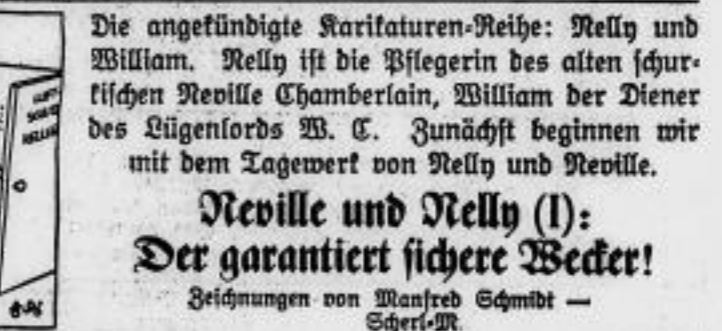 Die angekündigte Karikaturen-Reihe: Nelly und
William. Nelly ist die Pflegerin des alten schur-
kischen Neville Chamberlain, William der Diener
des Lügenlords W. C. Zunächst beginnen wir
mit dem Tagewerk von Nelly und Neville.
Neville und Nelly (I):
Der garantiert sichere Wecker!
Zeichnungen von Manfred Schmidt —
Scherl-M.